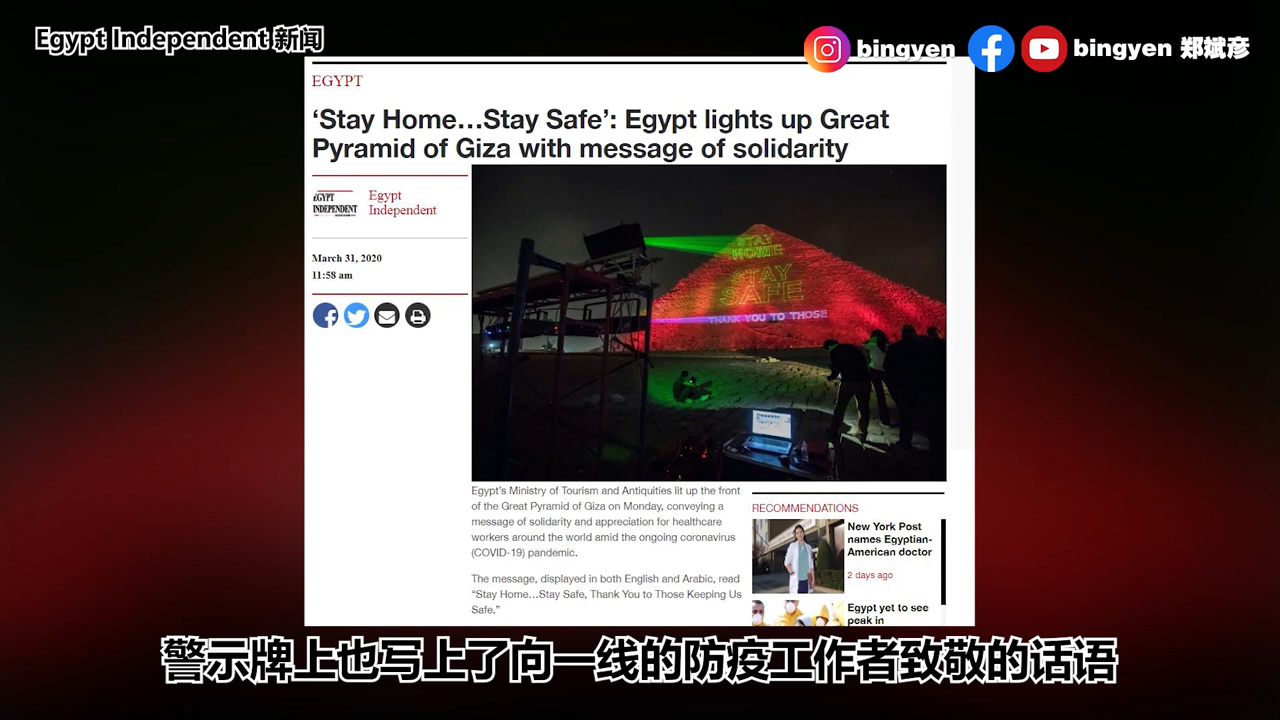 Egypt Independent 新闻
bingyen
bingyen 郑斌彦
EGYPT
‘Stay Home…Stay Safe’: Egypt lights up Great
Pyramid of Giza with message of solidarity
EGYPT
INDEPENDENT
Egypt
Independent
March 31, 2020
11:58 am
STAY
HOME
STAY
SAFE
THANK YOU TO THOSE
Egypt's Ministry of Tourism and Antiquities lit up the front
of the Great Pyramid of Giza on Monday, conveying a
message of solidarity and appreciation for healthcare
workers around the world amid the ongoing coronavirus
(COVID-19) pandemic.
The message, displayed in both English and Arabic, read
“Stay Home…Stay Safe, Thank You to Those Keeping Us
Safe.”
RECOMMENDATIONS
New York Post
names Egyptian-
American doctor
2 days ago
Egypt yet to see
peak in
警示牌上也写上了向一线的防疫工作者致敬的话语